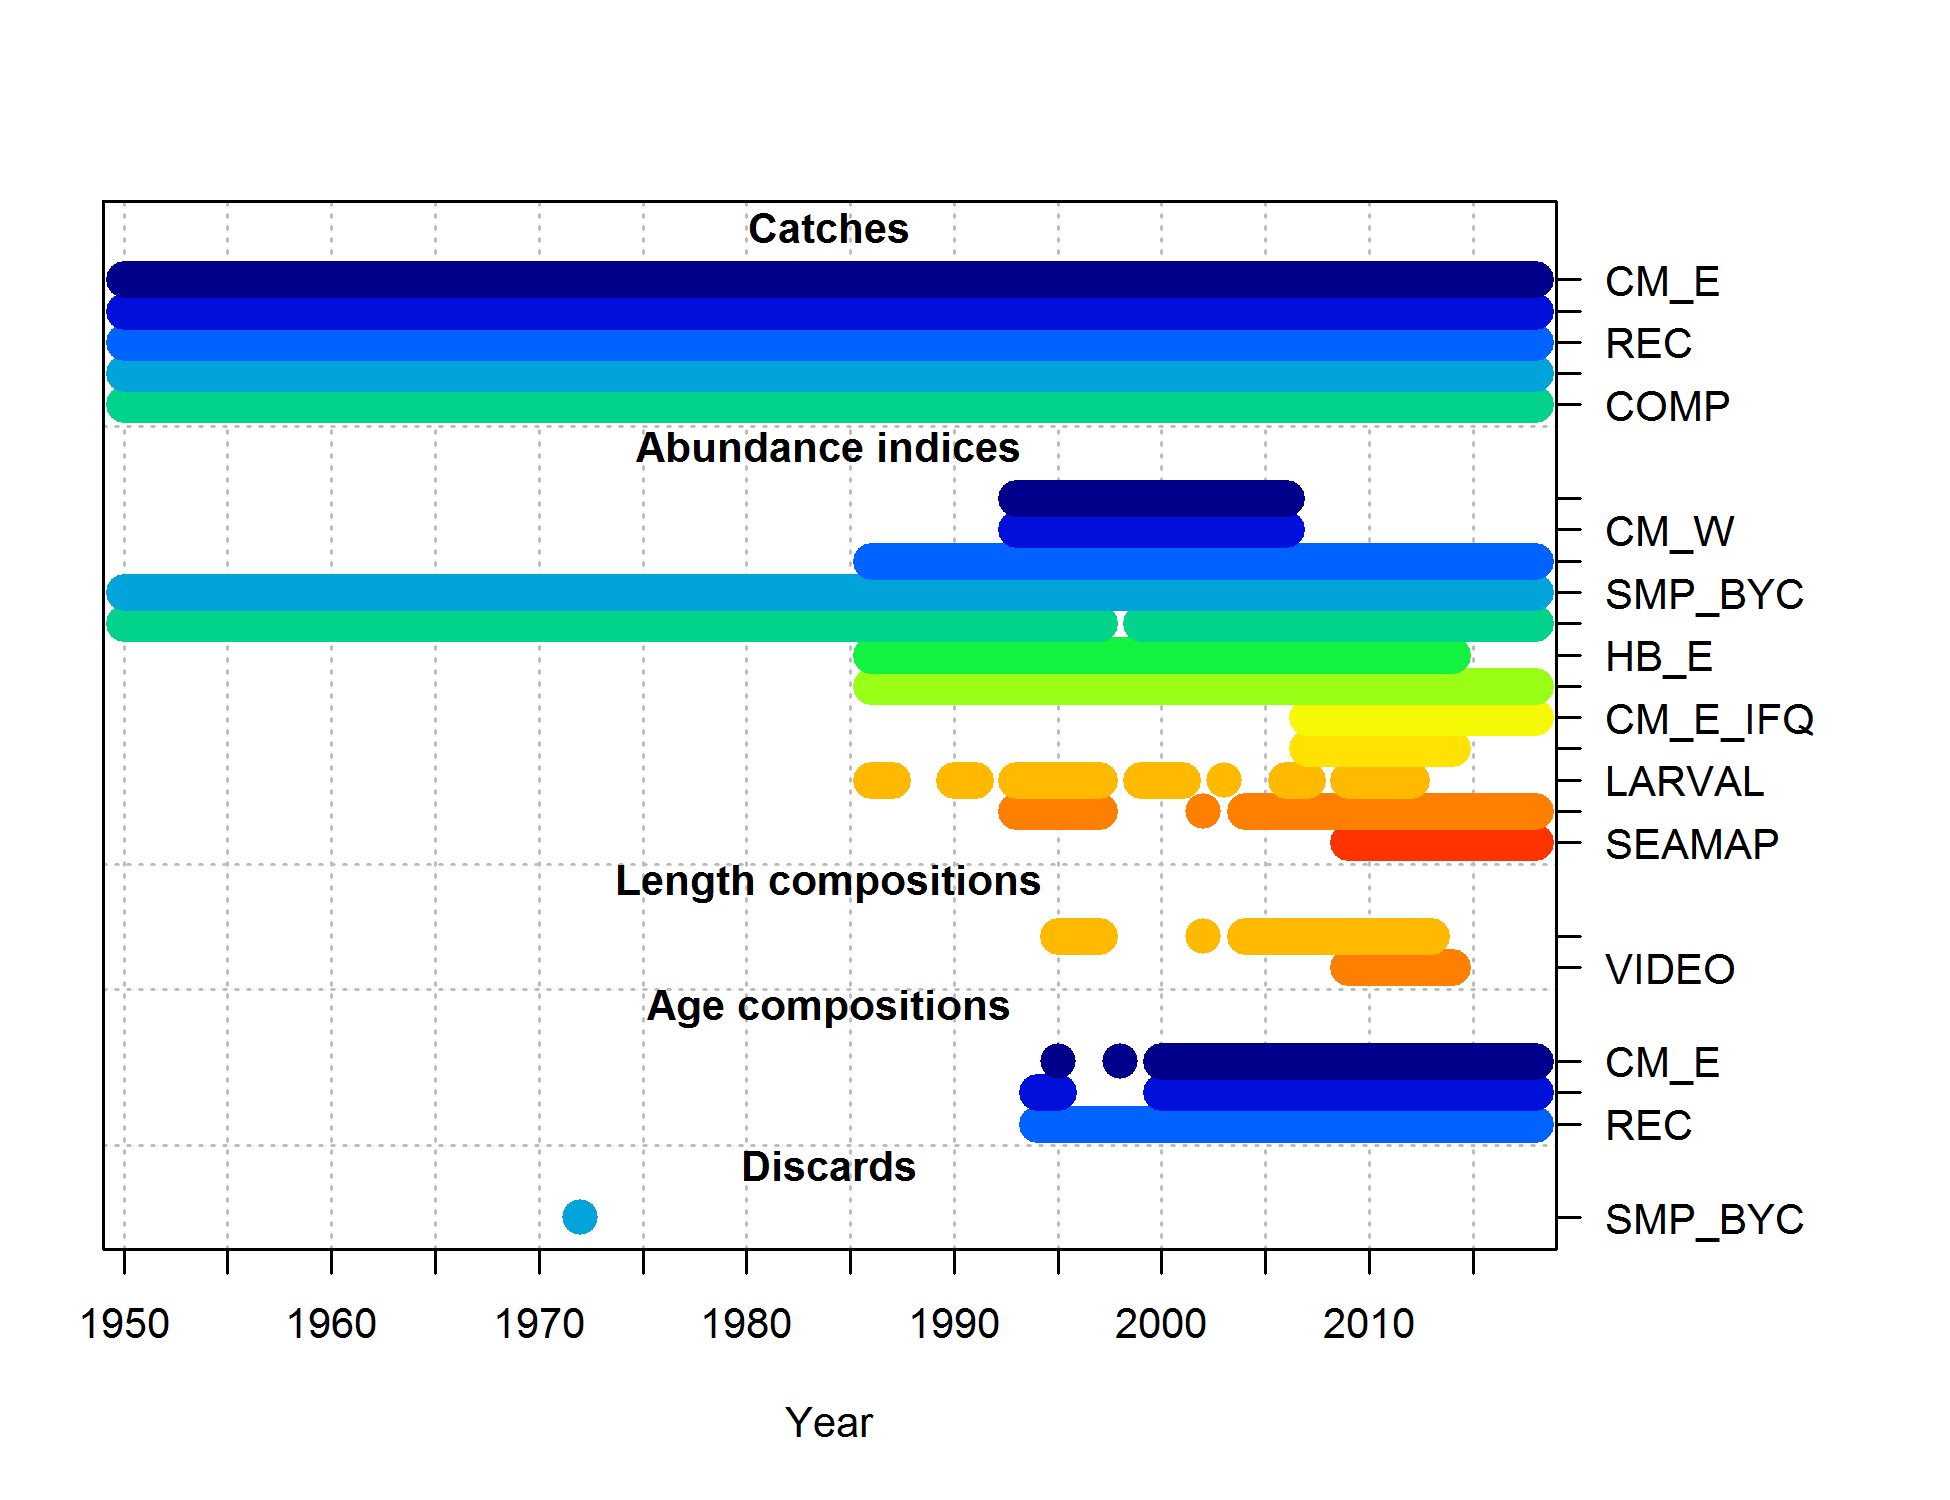 Catches
CM_E
REC
COMP
Abundance indices
CM_W
SMP_BYC
HB_E
CM_E_IFQ
LARVAL
SEAMAP
Length compositions
VIDEO
Age compositions
CM_E
REC
Discards
SMP_BYC
1950 1960 1970 1980 1990 2000 2010
Year